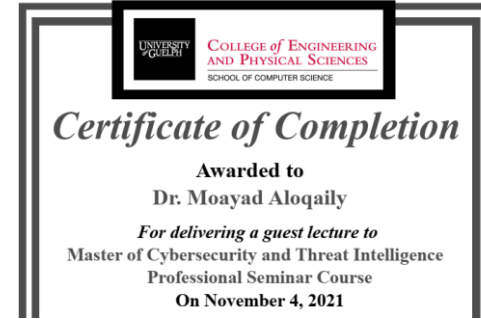 UNIVERSITY
of GUELPH
COLLEGE of ENGINEERING
AND PHYSICAL SCIENCES
SCHOOL OF COMPUTER SCIENCE
Certificate of Completion
Awarded to
Dr. Moayad Aloqaily
For delivering a guest lecture to
Master of Cybersecurity and Threat Intelligence
Professional Seminar Course
On November 4, 2021